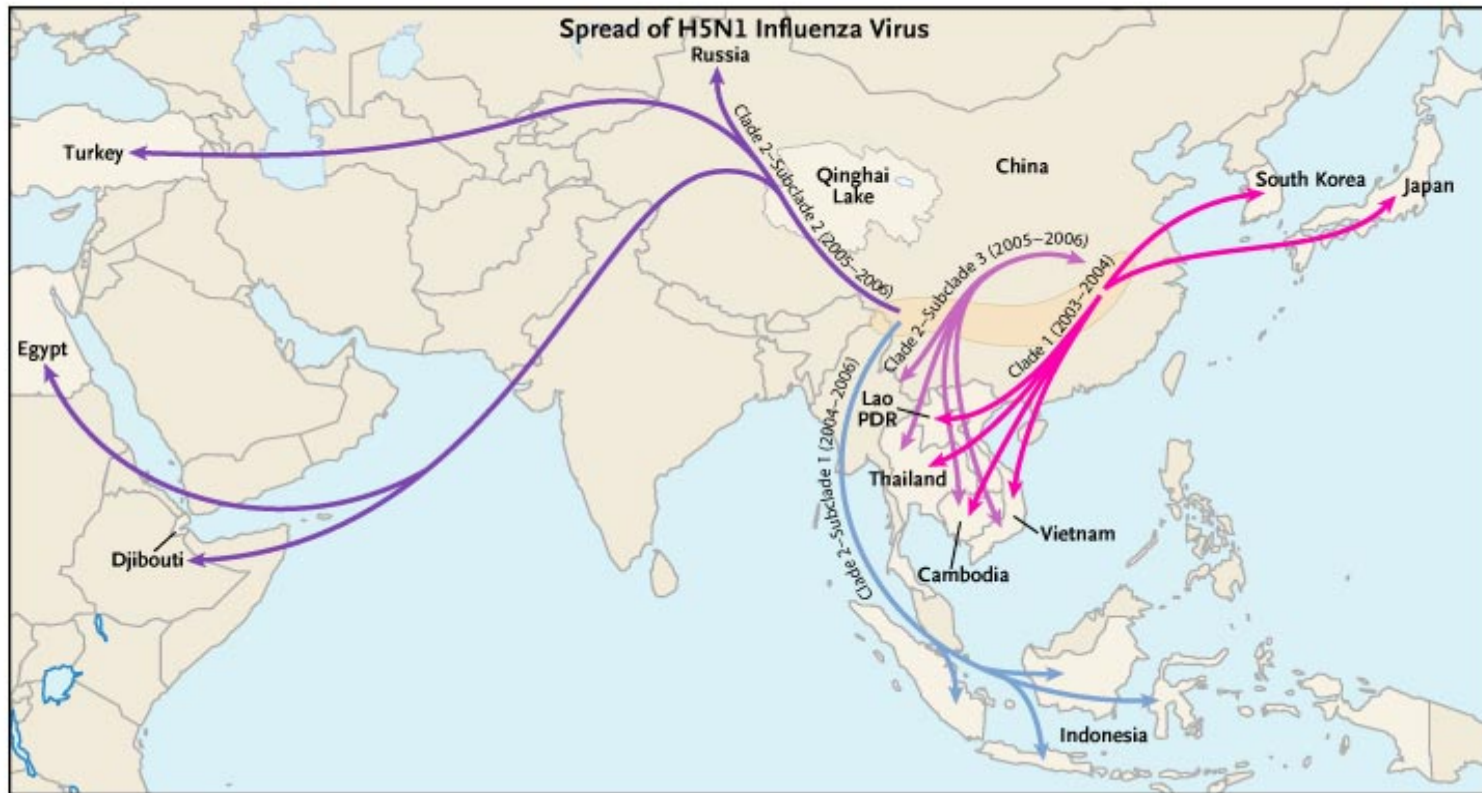 Spread of H5N1 Influenza Virus
Russia
Turkey
Clade 2–Subclade 2 (2005–2006)
Qinghai
Lake
China
South Korea
Japan
Clade 2–Subclade 3 (2005–2006)
Clade 1 (2003–2004)
Egypt
Clade 2–Subclade 1 (2004–2006)
Lao
PDR
Thailand
Vietnam
Djibouti
Cambodia
Indonesia